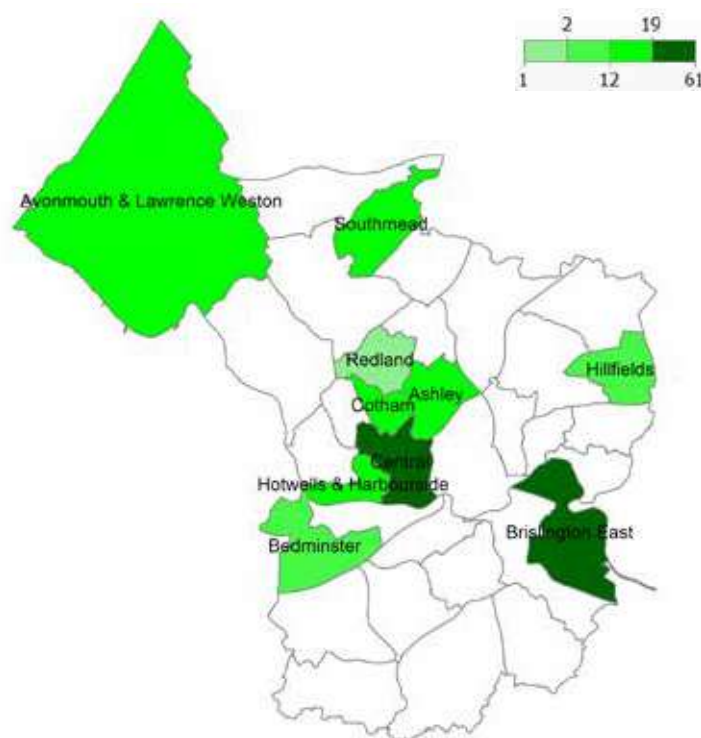 2 19
1 12 61
Avonmouth & Lawrence Weston
Southmead
Redland
Hillfields
Ashley
Cotham
Central
Hotwells & Harbourside
Brislington East
Bedminster